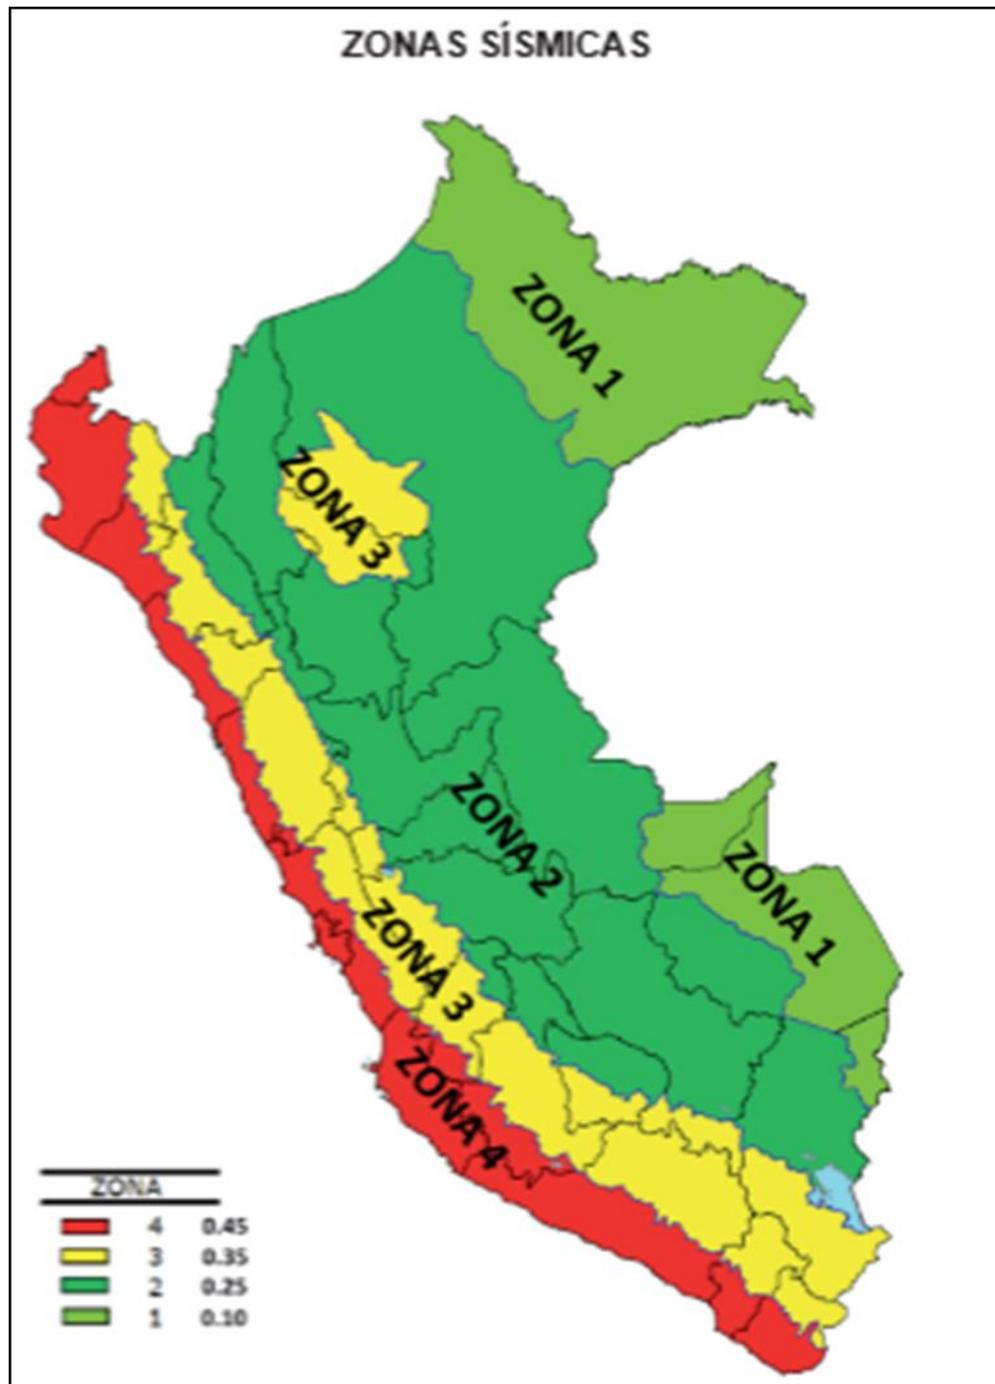 ZONAS SÍSMICAS
ZONA 1
ZONA 3
ZONA 2
ZONA 1
ZONA 3
ZONA 4
ZONA
4 0.45
3 0.35
2 0.25
1 0.10